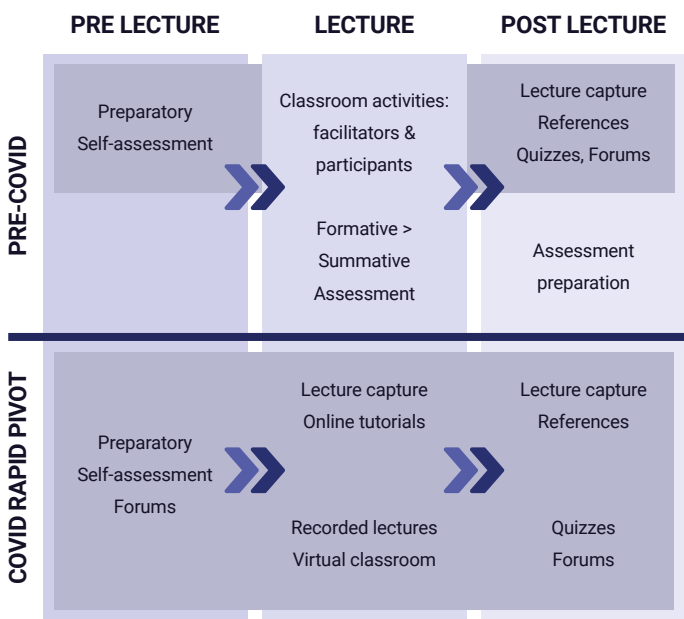 PRE LECTURE
LECTURE
POST LECTURE
PRE-COVID
Preparatory
Self-assessment
Classroom activities:
facilitators &
participants
Formative >
Summative
Assessment
Lecture capture
References
Quizzes, Forums
Assessment
preparation
COVID RAPID PIVOT
Preparatory
Self-assessment
Forums
Lecture capture
Online tutorials
Recorded lectures
Virtual classroom
Lecture capture
References
Quizzes
Forums